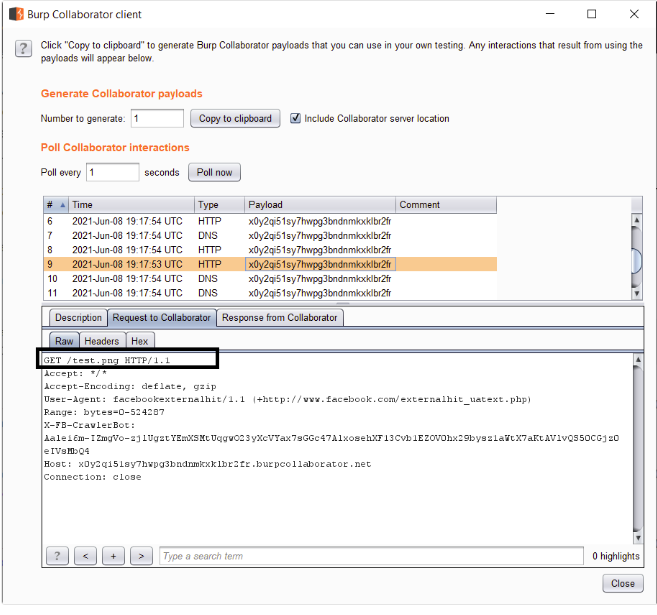 Burp Collaborator client
Click "Copy to clipboard" to generate Burp Collaborator payloads that you can use in your own testing. Any interactions that result from using the
payloads will appear below.
Generate Collaborator payloads
Number to generate: 1 Copy to clipboard Include Collaborator server location
Poll Collaborator interactions
Poll every 1 seconds Poll now
# Time Type Payload Comment
6 2021-Jun-08 19:17:54 UTC HTTP x0y2qi51sy7hwpg3bndnmkxklbr2fr
7 2021-Jun-08 19:17:54 UTC DNS x0y2qi51sy7hwpg3bndnmkxklbr2fr
8 2021-Jun-08 19:17:54 UTC HTTP x0y2qi51sy7hwpg3bndnmkxklbr2fr
9 2021-Jun-08 19:17:53 UTC HTTP x0y2qi51sy7hwpg3bndnmkxklbr2fr
10 2021-Jun-08 19:17:54 UTC DNS x0y2qi51sy7hwpg3bndnmkxklbr2fr
11 2021-Jun-08 19:17:54 UTC DNS x0y2qi51sy7hwpg3bndnmkxklbr2fr
Description Request to Collaborator Response from Collaborator
Raw Headers Hex
GET /test.png HTTP/1.1
Accept: */*
Accept-Encoding: deflate, gzip
User-Agent: facebookexternalhit/1.1 (+http://www.facebook.com/externalhit_uatext.php)
Range: bytes=0-524287
X-FB-CrawlerBot:
Host: x0y2qi51sy7hwpg3bndnmkxklbr2fr.burpcollaborator.net
Connection: close
? < + > Type a search term 0 highlights
Close